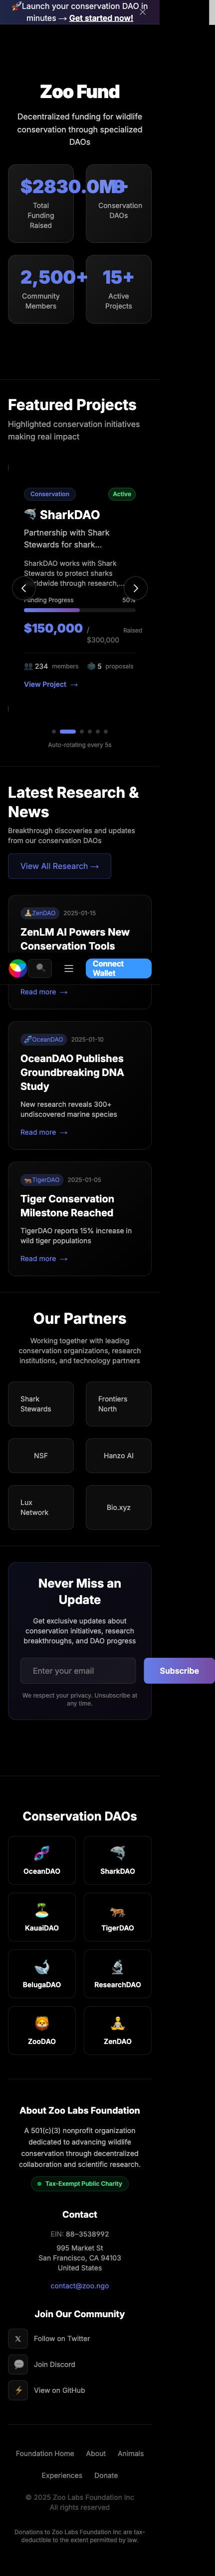 🚀Launch your conservation DAO in
minutes → Get started now!
Zoo Fund
Decentralized funding for wildlife
conservation through specialized
DAOs
$2830.0M+
Total
Funding
Raised
Conservation
DAOs
2,500+
Community
Members
15+
Active
Projects
Featured Projects
Highlighted conservation initiatives
making real impact
Conservation
Active
SharkDAO
Partnership with Shark
Stewards for shark...
SharkDAO works with Shark
Stewards to protect sharks
worldwide through research,...
Funding Progress
50%
$150,000
/
$300,000
Raised
234 members
5 proposals
View Project →
Auto-rotating every 5s
Latest Research &
News
Breakthrough discoveries and updates
from our conservation DAOs
View All Research →
ZenDAO
2025-01-15
ZenLM AI Powers New
Conservation Tools
Connect
Wallet
Read more →
OceanDAO
2025-01-10
OceanDAO Publishes
Groundbreaking DNA
Study
New research reveals 300+
undiscovered marine species
Read more →
TigerDAO
2025-01-05
Tiger Conservation
Milestone Reached
TigerDAO reports 15% increase in
wild tiger populations
Read more →
Our Partners
Working together with leading
conservation organizations, research
institutions, and technology partners
Shark
Stewards
Frontiers
North
NSF
Hanzo AI
Lux
Network
Bio.xyz
Never Miss an
Update
Get exclusive updates about
conservation initiatives, research
breakthroughs, and DAO progress
Enter your email
Subscribe
We respect your privacy. Unsubscribe at
any time.
Conservation DAOs
OceanDAO
SharkDAO
KauaiDAO
TigerDAO
BelugaDAO
ResearchDAO
ZooDAO
ZenDAO
About Zoo Labs Foundation
A 501(c)(3) nonprofit organization
dedicated to advancing wildlife
conservation through decentralized
collaboration and scientific research.
Tax-Exempt Public Charity
Contact
EIN: 88-3538992
995 Market St
San Francisco, CA 94103
United States
contact@zoo.ngo
Join Our Community
Follow on Twitter
Join Discord
View on GitHub
Foundation Home
About
Animals
Experiences
Donate
© 2025 Zoo Labs Foundation Inc
All rights reserved
Donations to Zoo Labs Foundation Inc are tax-
deductible to the extent permitted by law.